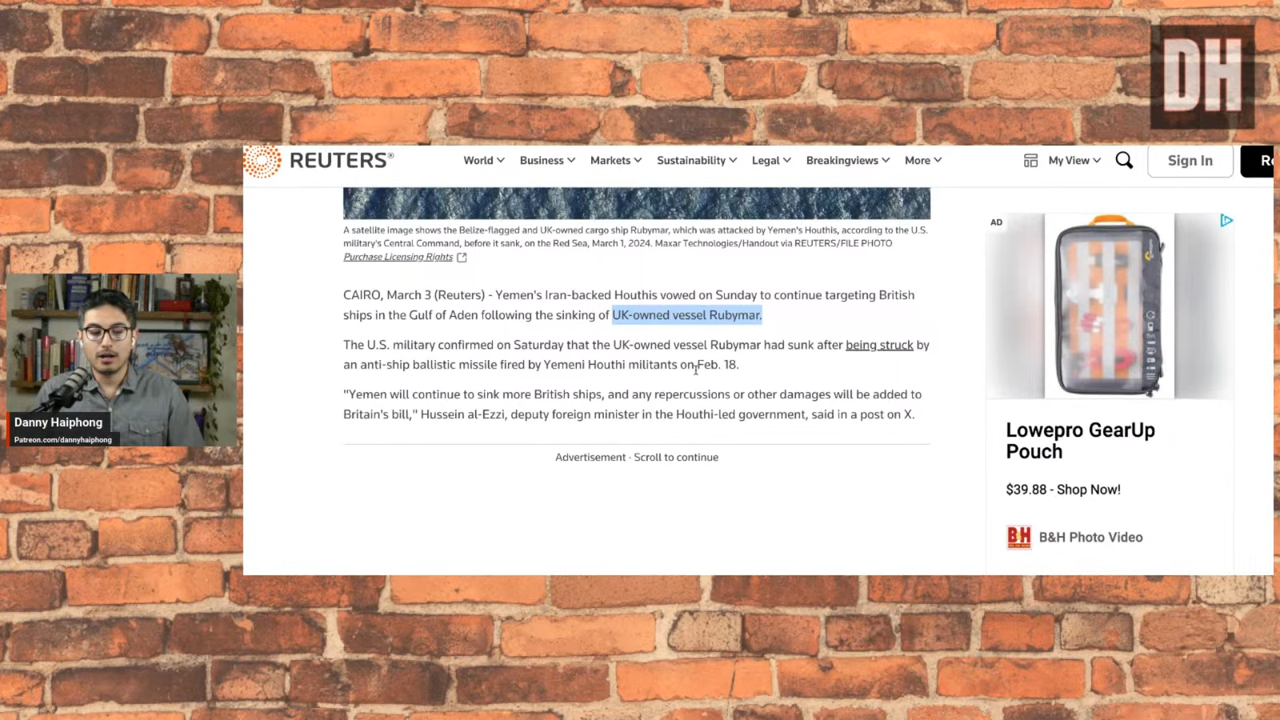 DH
REUTERS®
World Business Markets Sustainability Legal Breakingviews More My View Sign In Re
A satellite image shows the Belize-flagged and UK-owned cargo ship Rubymar, which was attacked by Yemen's Houthis, according to the U.S.
military's Central Command, before it sank, on the Red Sea, March 1, 2024. Maxar Technologies/Handout via REUTERS/FILE PHOTO
Purchase Licensing Rights
CAIRO, March 3 (Reuters) - Yemen's Iran-backed Houthis vowed on Sunday to continue targeting British
ships in the Gulf of Aden following the sinking of UK-owned vessel Rubymar.
The U.S. military confirmed on Saturday that the UK-owned vessel Rubymar had sunk after being struck by
an anti-ship ballistic missile fired by Yemeni Houthi militants on Feb. 18.
"Yemen will continue to sink more British ships, and any repercussions or other damages will be added to
Britain's bill," Hussein al-Ezzi, deputy foreign minister in the Houthi-led government, said in a post on X.
Advertisement · Scroll to continue
AD
Lowepro GearUp
Pouch
$39.88 - Shop Now!
B&H Photo Video
Danny Haiphong
Patreon.com/dannyhaiphong